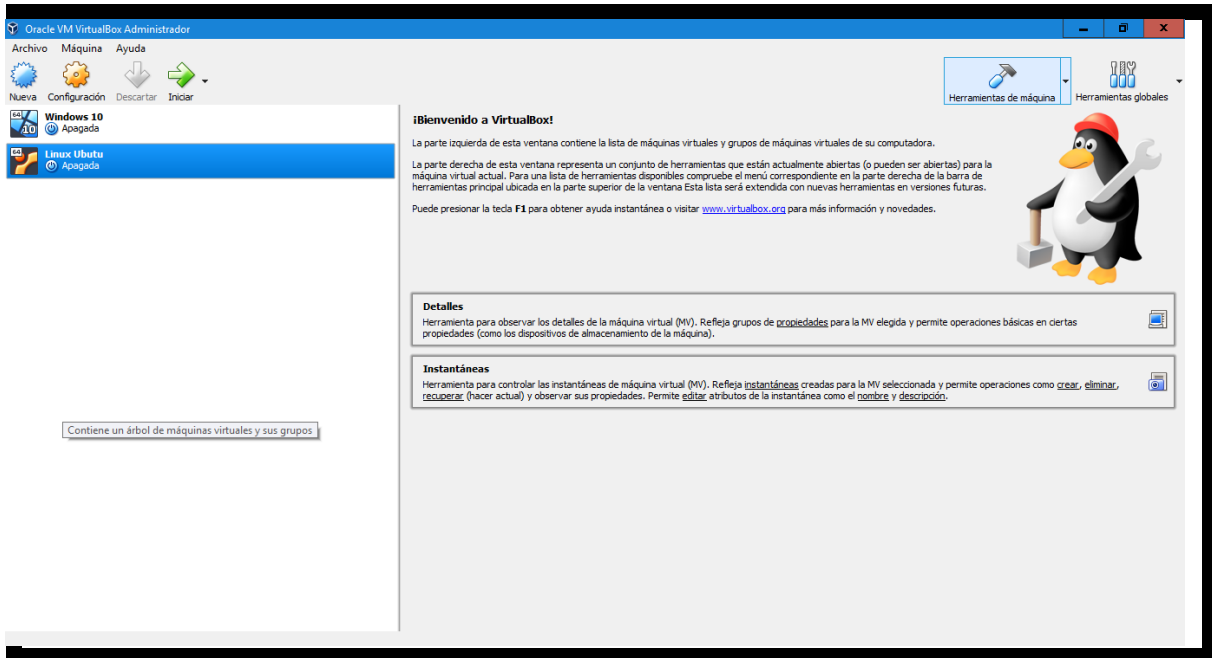 Oracle VM VirtualBox Administrador
Archivo Máquina Ayuda
Nueva Configuración Descartar Iniciar
Herramientas de máquina Herramientas globales
64
10
Windows 10
Apagada
64
Linux Ubutu
Apagada
¡Bienvenido a VirtualBox!
La parte izquierda de esta ventana contiene la lista de máquinas virtuales y grupos de máquinas virtuales de su computadora.
La parte derecha de esta ventana representa un conjunto de herramientas que están actualmente abiertas (o pueden ser abiertas) para la
máquina virtual actual. Para una lista de herramientas disponibles compruebe el menú correspondiente en la parte derecha de la barra de
herramientas principal ubicada en la parte superior de la ventana Esta lista será extendida con nuevas herramientas en versiones futuras.
Puede presionar la tecla F1 para obtener ayuda instantánea o visitar www.virtualbox.org para más información y novedades.
Detalles
Herramienta para observar los detalles de la máquina virtual (MV). Refleja grupos de propiedades para la MV elegida y permite operaciones básicas en ciertas
propiedades (como los dispositivos de almacenamiento de la máquina).
Instantáneas
Herramienta para controlar las instantáneas de máquina virtual (MV). Refleja instantáneas creadas para la MV seleccionada y permite operaciones como crear, eliminar,
recuperar (hacer actual) y observar sus propiedades. Permite editar atributos de la instantánea como el nombre y descripción.
Contiene un árbol de máquinas virtuales y sus grupos